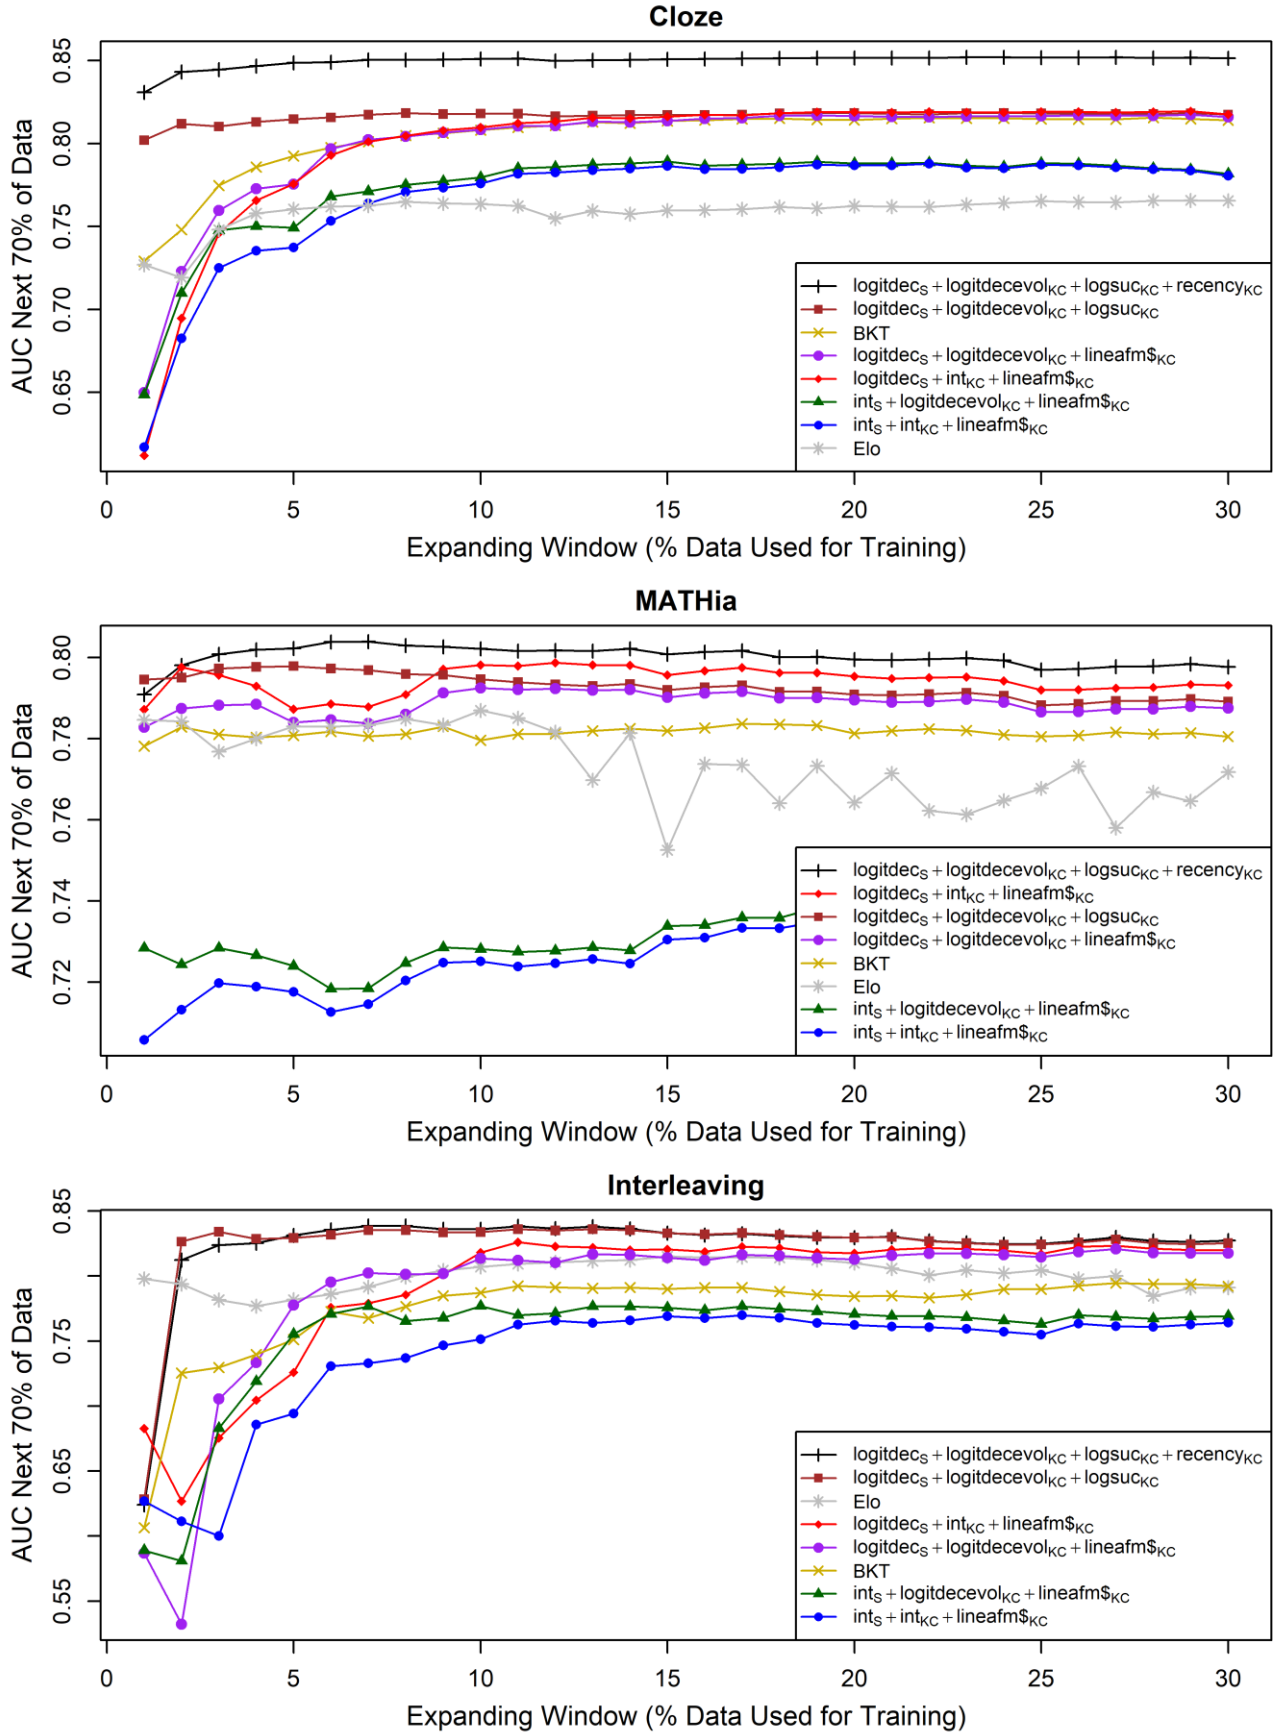 Cloze
AUC Next 70% of Data
0.85
0.80
0.75
0.70
0.65
logitdecS + logitdecevolKC + logsucKC + recencyKC
logitdecS + logitdecevolKC + logsucKC
BKT
logitdecS + logitdecevolKC + lineafm$KC
logitdecS + intKC + lineafm$KC
intS + logitdecevolKC + lineafm$KC
intS + intKC + lineafm$KC
Elo
0 5 10 15 20 25 30
Expanding Window (% Data Used for Training)
MATHia
AUC Next 70% of Data
0.80
0.78
0.76
0.74
0.72
logitdecS + logitdecevolKC + logsucKC + recencyKC
logitdecS + intKC + lineafm$KC
logitdecS + logitdecevolKC + logsucKC
logitdecS + logitdecevolKC + lineafm$KC
BKT
Elo
intS + logitdecevolKC + lineafm$KC
intS + intKC + lineafm$KC
0 5 10 15 20 25 30
Expanding Window (% Data Used for Training)
Interleaving
AUC Next 70% of Data
0.85
0.75
0.65
0.55
logitdecS + logitdecevolKC + logsucKC + recencyKC
logitdecS + logitdecevolKC + logsucKC
Elo
logitdecS + intKC + lineafm$KC
logitdecS + logitdecevolKC + lineafm$KC
BKT
intS + logitdecevolKC + lineafm$KC
intS + intKC + lineafm$KC
0 5 10 15 20 25 30
Expanding Window (% Data Used for Training)